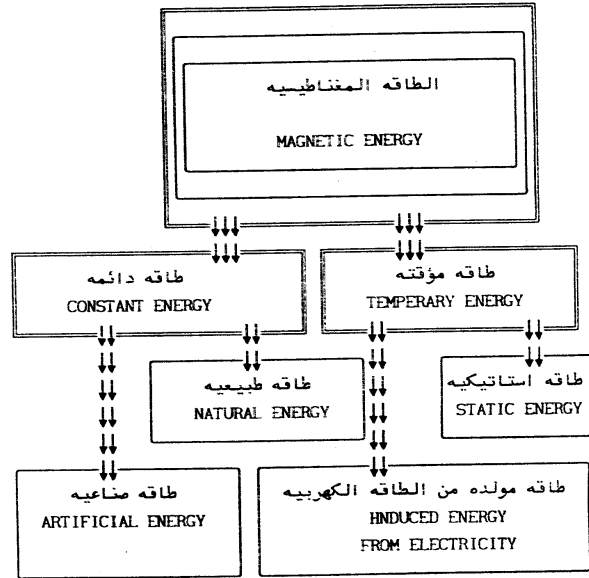 الطاقه المغناطيسيه
MAGNETIC ENERGY
طاقه دائمه
CONSTANT ENERGY
طاقه مؤقته
TEMPERARY ENERGY
طاقه طبيعيه
NATURAL ENERGY
طاقه استاتيكيه
STATIC ENERGY
طاقه صناعيه
ARTIFICIAL ENERGY
طاقه مولده من الطاقه الكهربيه
HNDUCED ENERGY
FROM ELECTRICITY